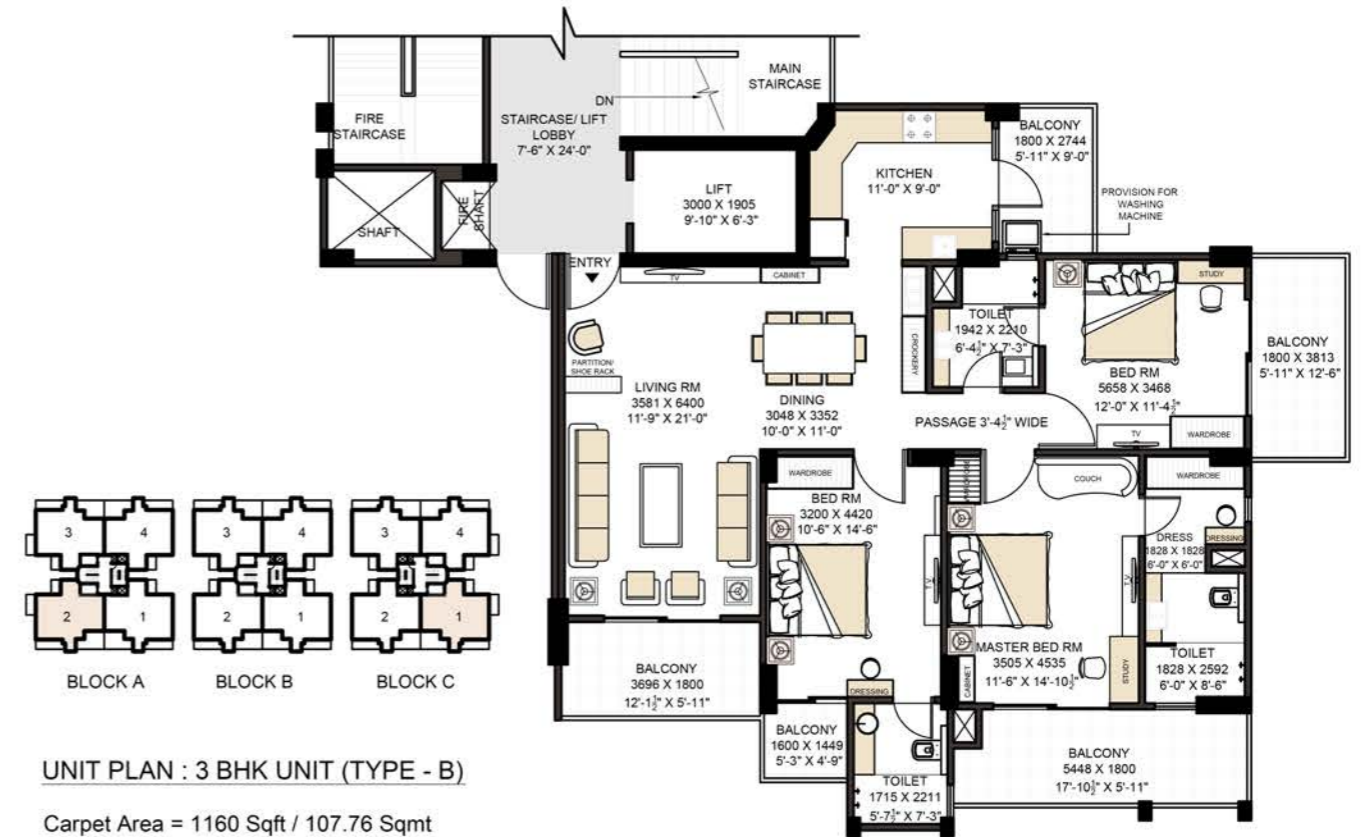 MAIN
STAIRCASE
DN
FIRE
STAIRCASE
STAIRCASE/ LIFT
LOBBY
7'-6" X 24'-0"
LIFT
3000 X 1905
9'-10" X 6'-3"
SHAFT
FIRE
SHAFT
KITCHEN
11'-0" X 9'-0"
BALCONY
1800 X 2744
5'-11" X 9'-0"
PROVISION FOR
WASHING
MACHINE
ENTRY
TV
CABINET
PARTITION/
SHOE RACK
LIVING RM
3581 X 6400
11'-9" X 21'-0"
DINING
3048 X 3352
10'-0" X 11'-0"
CROCKERY
TOILET
1942 X 2210
6'-4½" X 7'-3"
STUDY
BED RM
5658 X 3468
12'-0" X 11'-4½"
TV
WARDROBE
BALCONY
1800 X 3813
5'-11" X 12'-6"
PASSAGE 3'-4½" WIDE
WARDROBE
BED RM
3200 X 4420
10'-6" X 14'-6"
TV
DRESSING
WARDROBE
COUCH
MASTER BED RM
3505 X 4535
11'-6" X 14'-10½"
CABINET
STUDY
T.V
WARDROBE
DRESS
1828 X 1828
6'-0" X 6'-0"
DRESSING
TOILET
1828 X 2592
6'-0" X 8'-6"
BALCONY
3696 X 1800
12'-1½" X 5'-11"
BALCONY
1600 X 1449
5'-3" X 4'-9"
TOILET
1715 X 2211
5'-7½" X 7'-3"
BALCONY
5448 X 1800
17'-10½" X 5'-11"
3 4
2 1
BLOCK A
3 4
2 1
BLOCK B
3 4
2 1
BLOCK C
UNIT PLAN : 3 BHK UNIT (TYPE - B)
Carpet Area = 1160 Sqft / 107.76 Sqmt